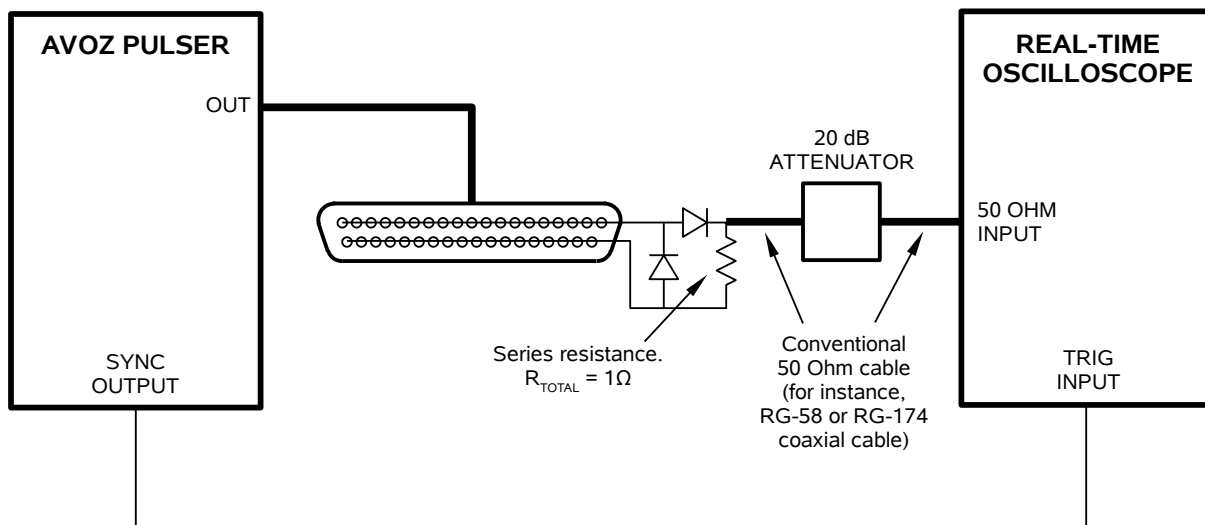 AVOZ PULSER
OUT
SYNC
OUTPUT
Series resistance.
R_TOTAL = 1Ω
20 dB
ATTENUATOR
Conventional
50 Ohm cable
(for instance,
RG-58 or RG-174
coaxial cable)
REAL-TIME
OSCILLOSCOPE
50 OHM
INPUT
TRIG
INPUT